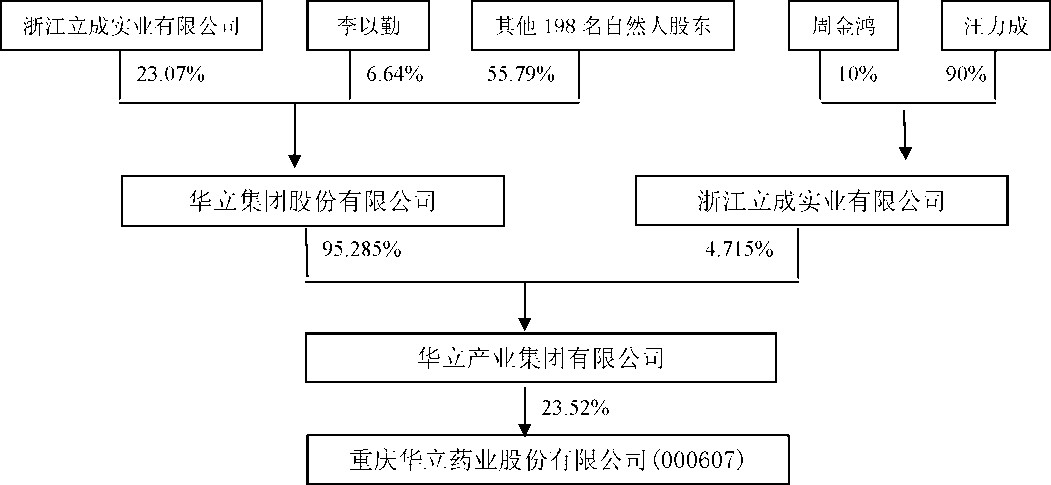 浙江立成实业有限公司
李以勤
其他198名自然人股东
周金鸿
汪力成
23.07%
6.64%
55.79%
10%
90%
华立集团股份有限公司
浙江立成实业有限公司
95.285%
4.715%
华立产业集团有限公司
23.52%
重庆华立药业股份有限公司(000607)